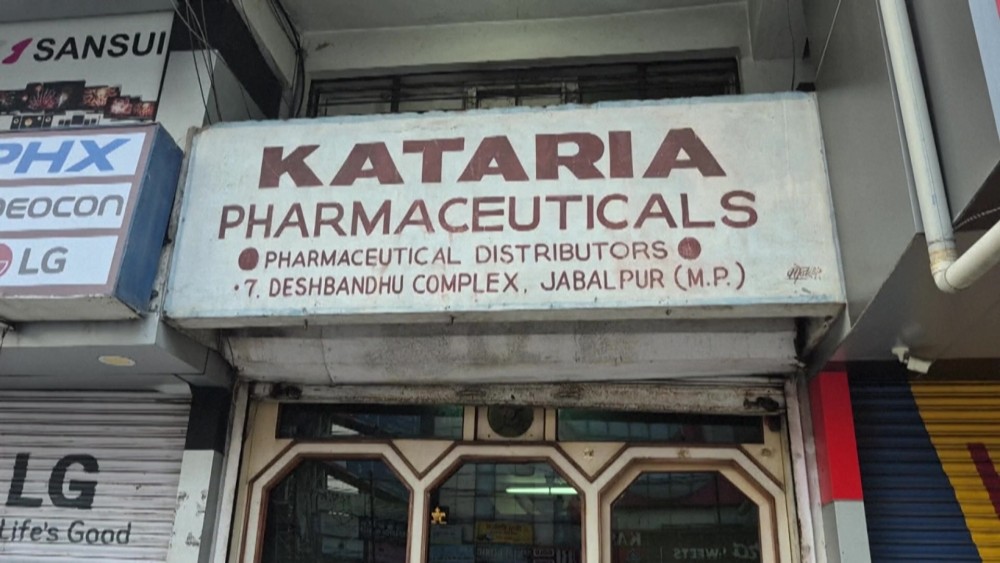 SANSUI
PHX
DEOCON
LG
KATARIA
PHARMACEUTICALS
PHARMACEUTICAL DISTRIBUTORS
7, DESHBANDHU COMPLEX, JABALPUR (M.P.)
LG
Life's Good